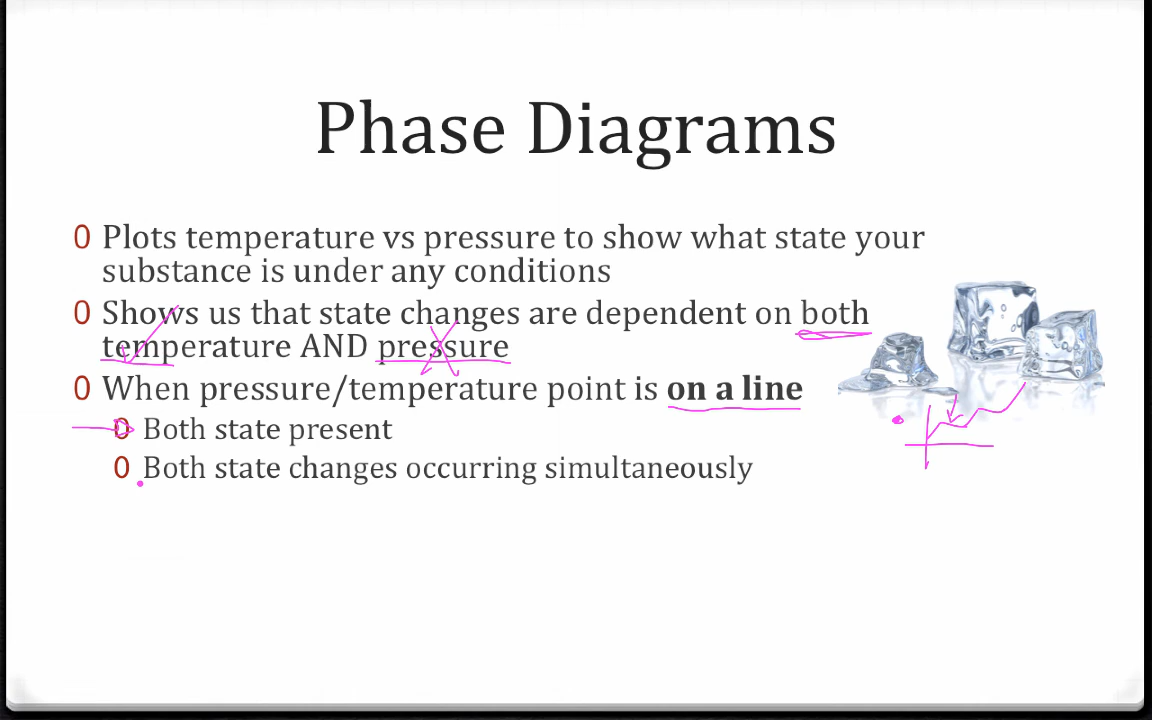 Phase Diagrams
0 Plots temperature vs pressure to show what state your
substance is under any conditions
0 Shows us that state changes are dependent on both
temperature AND pressure
0 When pressure/temperature point is on a line
0 Both state present
0 Both state changes occurring simultaneously